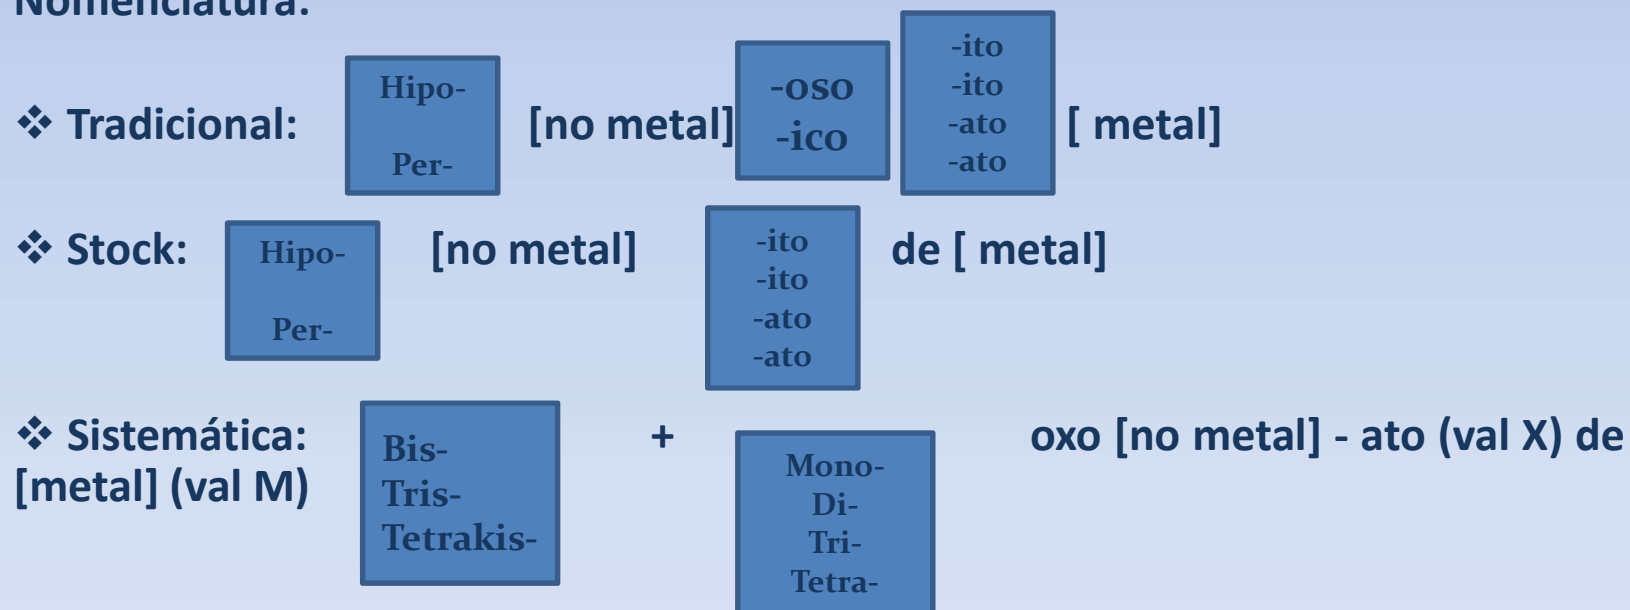 Nomenclatura:
❖ Tradicional:
Hipo-
Per-
[no metal]
-oso
-ico
-ito
-ito
-ato
-ato
[ metal]
❖ Stock:
Hipo-
Per-
[no metal]
-ito
-ito
-ato
-ato
de [ metal]
❖ Sistemática:
Bis-
Tris-
Tetrakis-
+
Mono-
Di-
Tri-
Tetra-
oxo [no metal] - ato (val X) de
[metal] (val M)